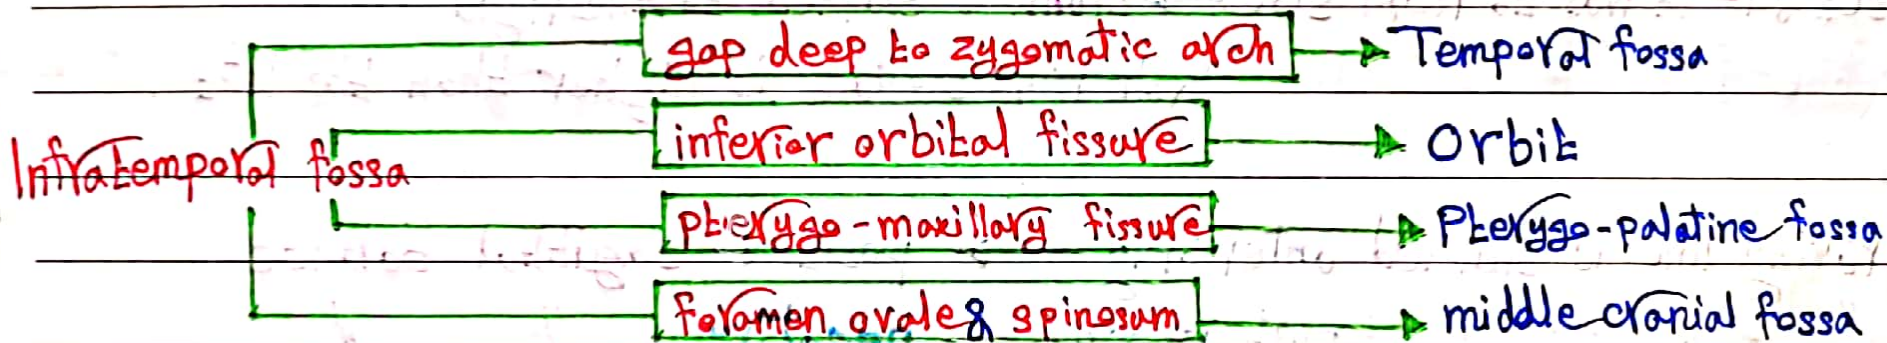 gap deep to zygomatic arch Temporal fossa
inferior orbital fissure Orbit
Infratemporal fossa
Pterygo-maxillary fissure Pterygo-palatine fossa
foramen ovale & spinosum middle cranial fossa